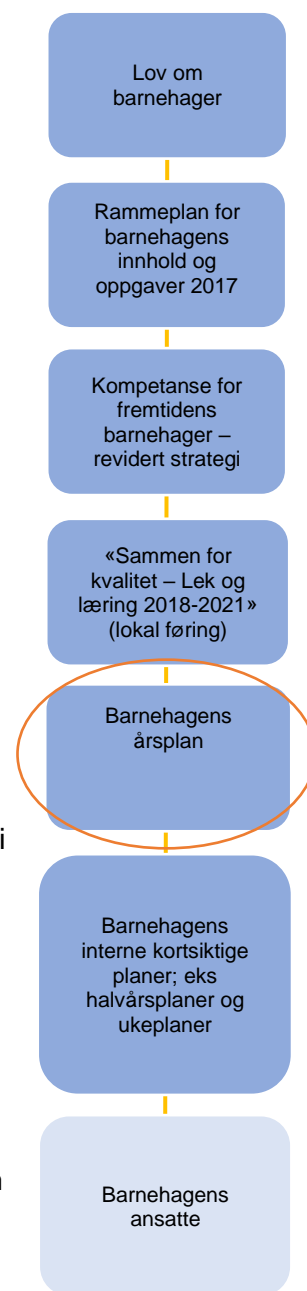 Lov om
barnehager
Rammeplan for
barnehagens
innhold og
oppgaver 2017
Kompetanse for
fremtidens
barnehager –
revidert strategi
«Sammen for
kvalitet – Lek og
læring 2018-2021»
(lokal føring)
Barnehagens
årsplan
i
Barnehagens
interne kortsiktige
planer; eks
halvårsplaner og
ukeplaner
Barnehagens
ansatte